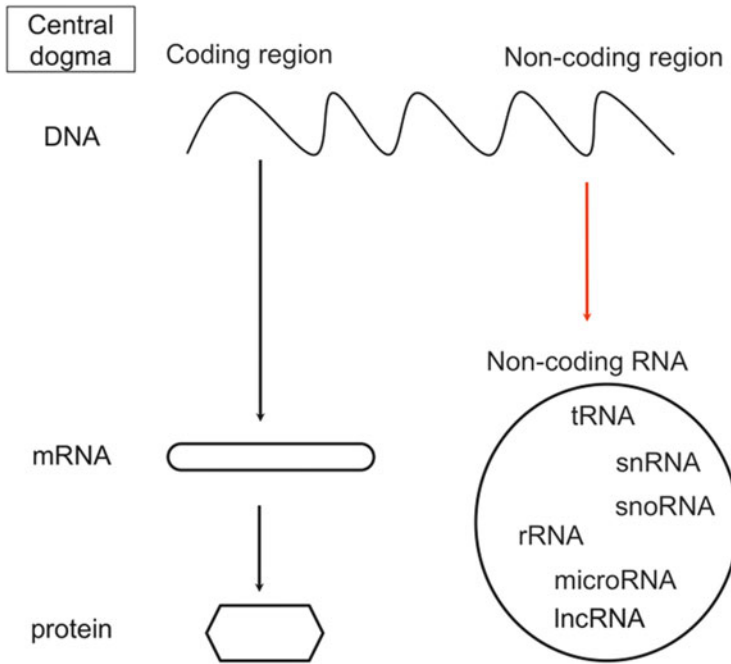 Central
dogma
Coding region
Non-coding region
DNA
Non-coding RNA
tRNA
mRNA
snRNA
snoRNA
rRNA
microRNA
lncRNA
protein